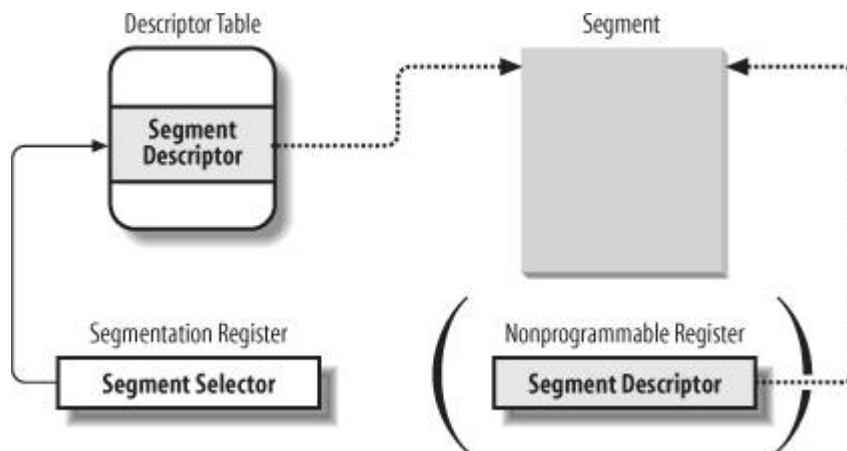 Descriptor Table
Segment
Segment
Descriptor
Segmentation Register
Segment Selector
Nonprogrammable Register
Segment Descriptor